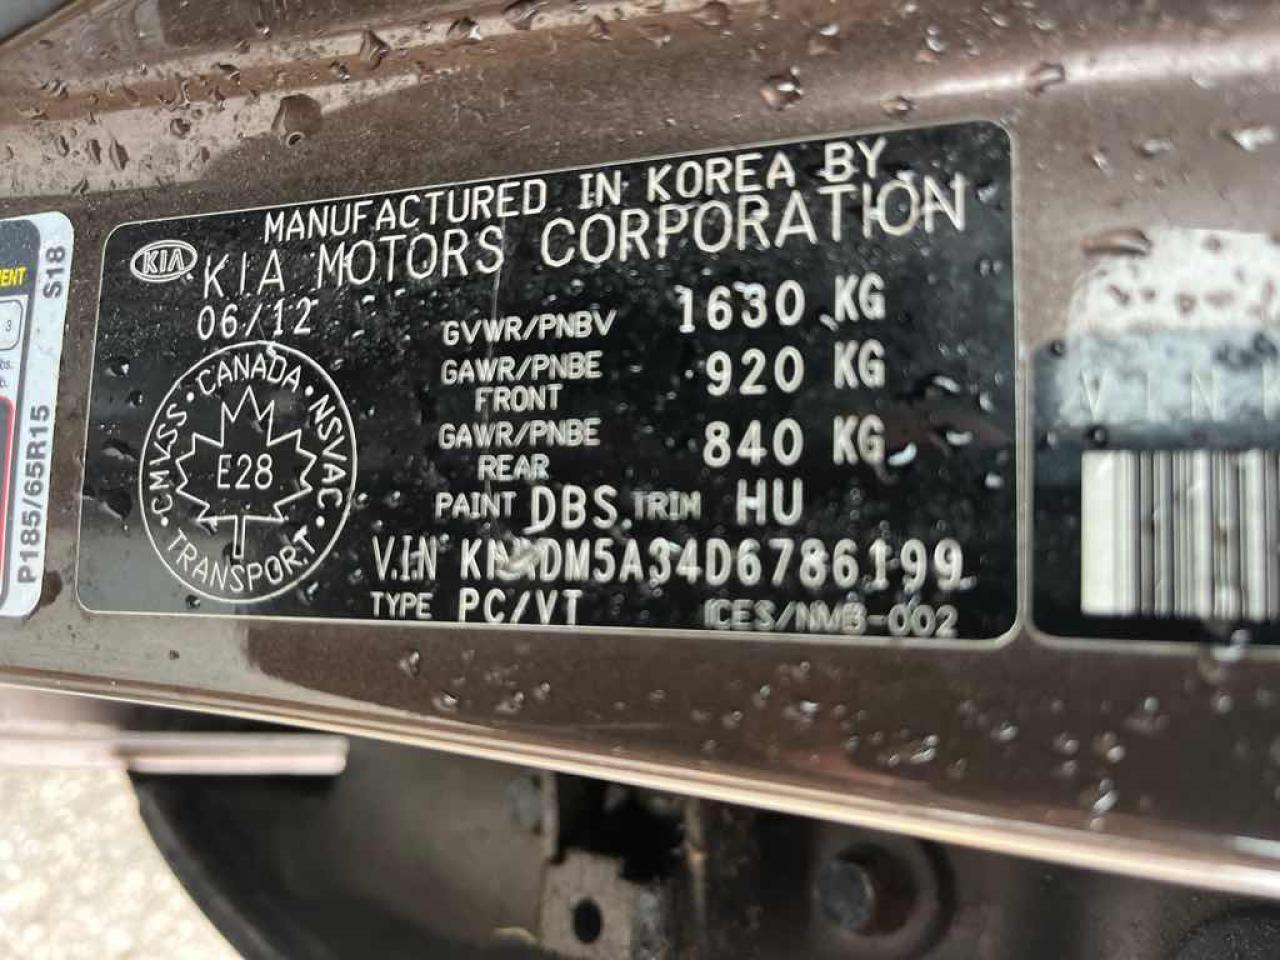 MANUFACTURED IN KOREA BY
KIA KIA MOTORS CORPORATION
06/12
GVWR/PNBV 1630 KG
GAWR/PNBE FRONT 920 KG
GAWR/PNBE REAR 840 KG
PAINT DBS TRIM HU
V.I.N
TYPE PC/VT ICES/NMB-002
CANADA
CMVSS NSVAC
E28
TRANSPORT
S18
P185/65R15
3
VIN